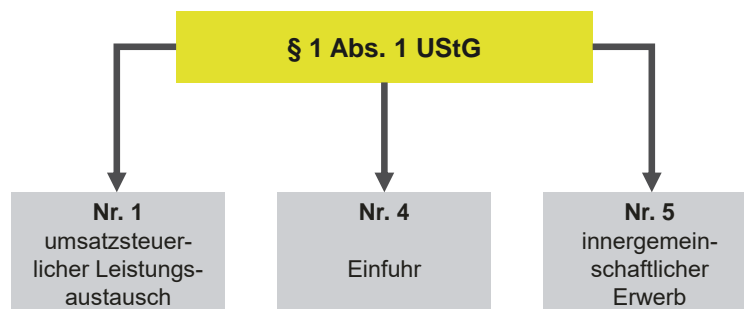 § 1 Abs. 1 UStG
Nr. 1
umsatzsteuer-
licher Leistungs-
austausch
Nr. 4
Einfuhr
Nr. 5
innergemein-
schaftlicher
Erwerb